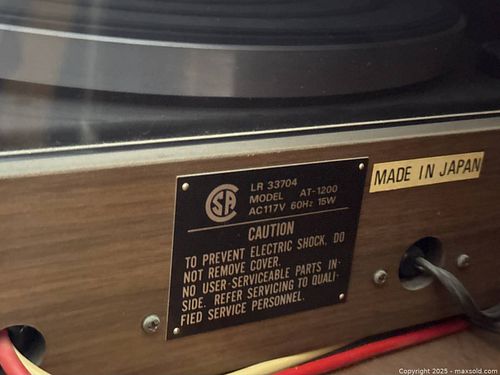 SA
LR 33704
MODEL AT-1200
AC117V 60Hz 15W
CAUTION
TO PREVENT ELECTRIC SHOCK, DO
NOT REMOVE COVER.
NO USER-SERVICEABLE PARTS IN-
SIDE. REFER SERVICING TO QUALI-
FIED SERVICE PERSONNEL.
MADE IN JAPAN
Copyright 2025 - maxsold.com